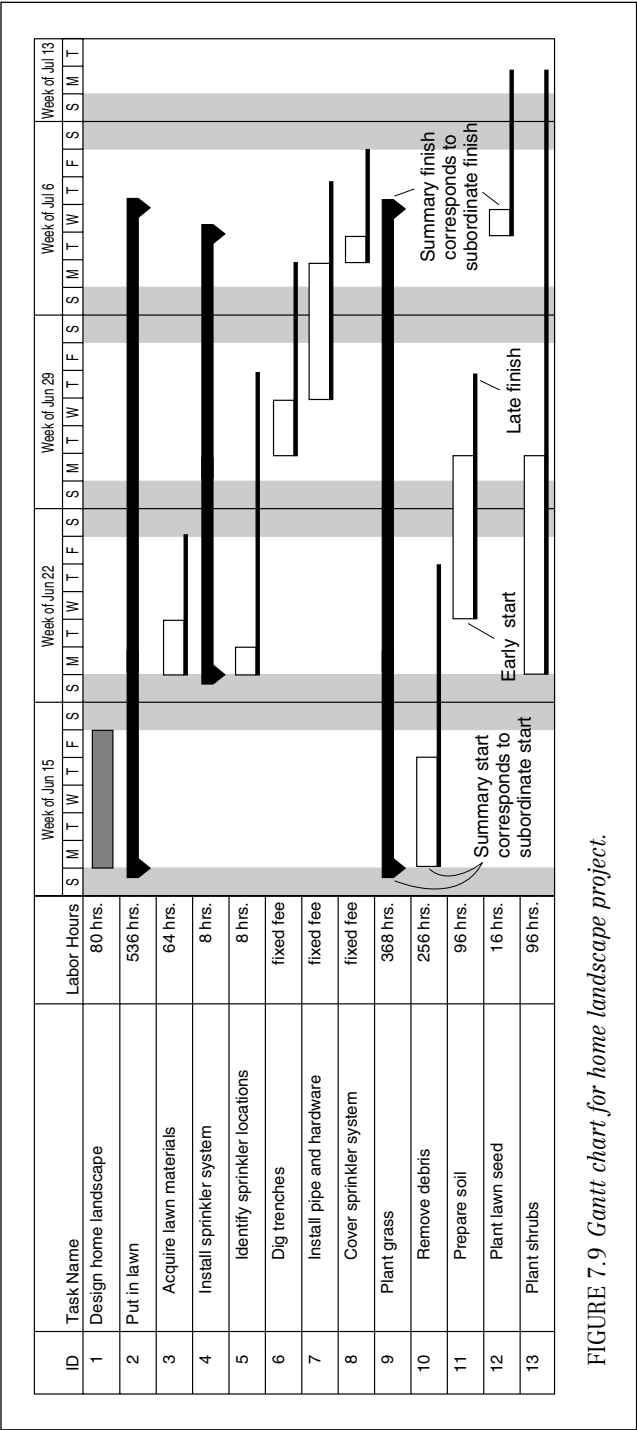 Week of Jun 15 Week of Jun 22 Week of Jun 29 Week of Jul 6 Week of Jul 13
ID Task Name Labor Hours S M T W T F S S M T W T F S S M T W T F S S M T W T F S S M T
1 Design home landscape 80 hrs.
2 Put in lawn 536 hrs.
3 Acquire lawn materials 64 hrs.
4 Install sprinkler system 8 hrs.
5 Identify sprinkler locations 8 hrs.
6 Dig trenches fixed fee
7 Install pipe and hardware fixed fee
8 Cover sprinkler system fixed fee
9 Plant grass 368 hrs.
Summary finish
corresponds to
subordinate finish
10 Remove debris 256 hrs.
Summary start
corresponds to
subordinate start
11 Prepare soil 96 hrs.
Early start
Late finish
12 Plant lawn seed 16 hrs.
13 Plant shrubs 96 hrs.
FIGURE 7.9 Gantt chart for home landscape project.